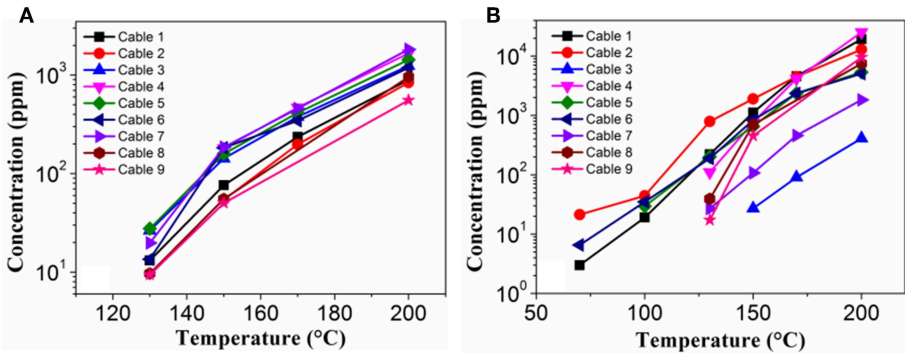 A
Concentration (ppm)
10³
10²
10¹
Cable 1
Cable 2
Cable 3
Cable 4
Cable 5
Cable 6
Cable 7
Cable 8
Cable 9
120 140 160 180 200
Temperature (°C)
B
Concentration (ppm)
10⁴
10³
10²
10¹
10⁰
Cable 1
Cable 2
Cable 3
Cable 4
Cable 5
Cable 6
Cable 7
Cable 8
Cable 9
50 100 150 200
Temperature (°C)